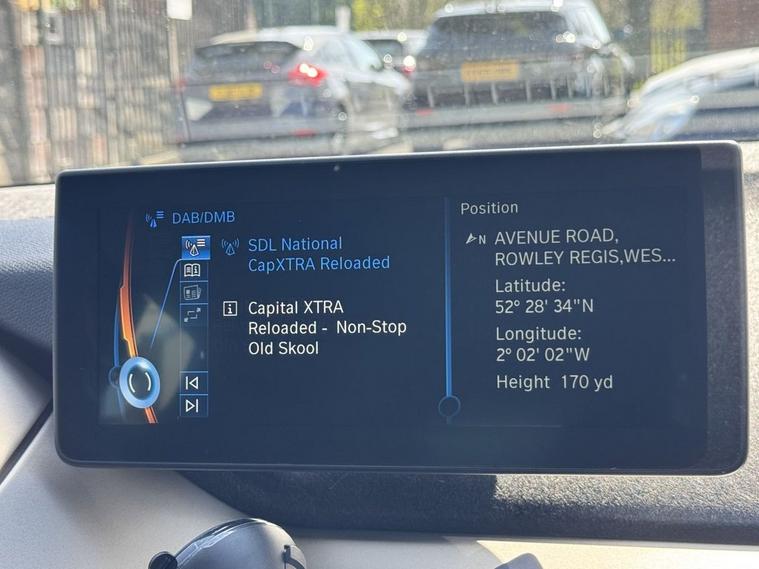 DAB/DMB
SDL National
CapXTRA Reloaded
Capital XTRA
Reloaded - Non-Stop
Old Skool
Position
N AVENUE ROAD,
ROWLEY REGIS,WES...
Latitude:
52° 28' 34"N
Longitude:
2° 02' 02"W
Height 170 yd